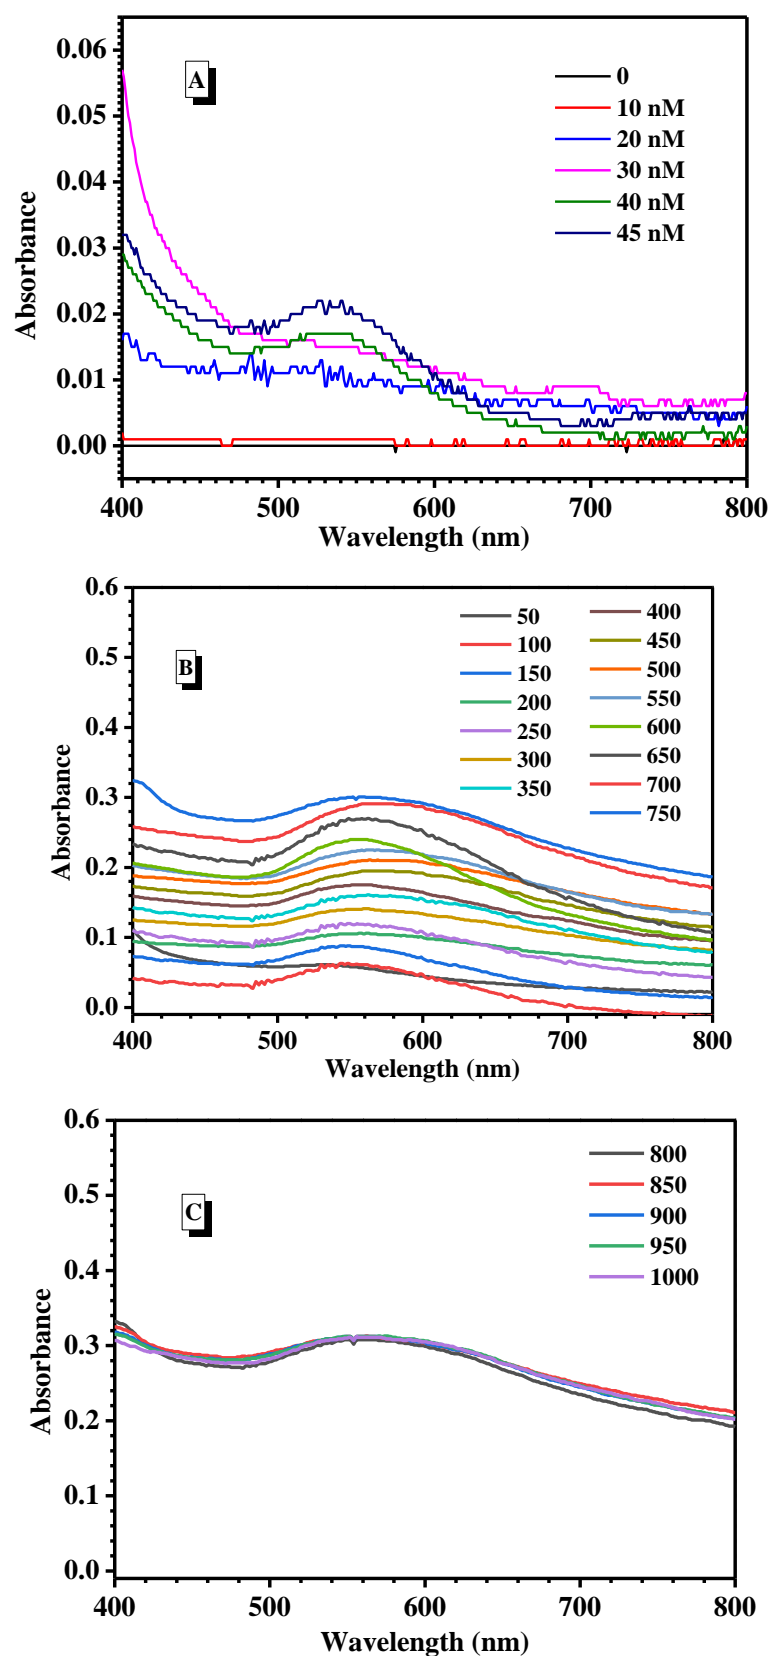 A
0
10 nM
20 nM
30 nM
40 nM
45 nM
0.06
0.05
0.04
0.03
0.02
0.01
0.00
Absorbance
400 500 600 700 800
Wavelength (nm)
B
50
100
150
200
250
300
350
400
450
500
550
600
650
700
750
0.6
0.5
0.4
0.3
0.2
0.1
0.0
Absorbance
400 500 600 700 800
Wavelength (nm)
C
800
850
900
950
1000
0.6
0.5
0.4
0.3
0.2
0.1
0.0
Absorbance
400 500 600 700 800
Wavelength (nm)